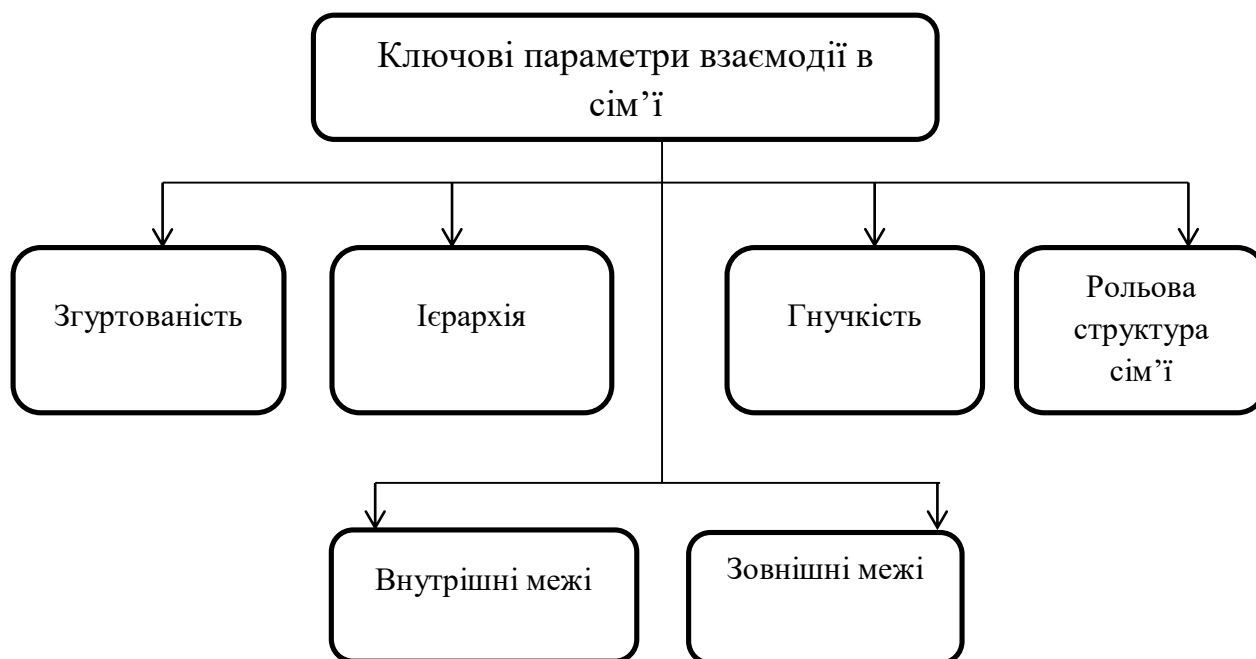 Ключові параметри взаємодії в
сім’ї
Згуртованість
Ієрархія
Гнучкість
Рольова
структура
сім’ї
Внутрішні межі
Зовнішні межі